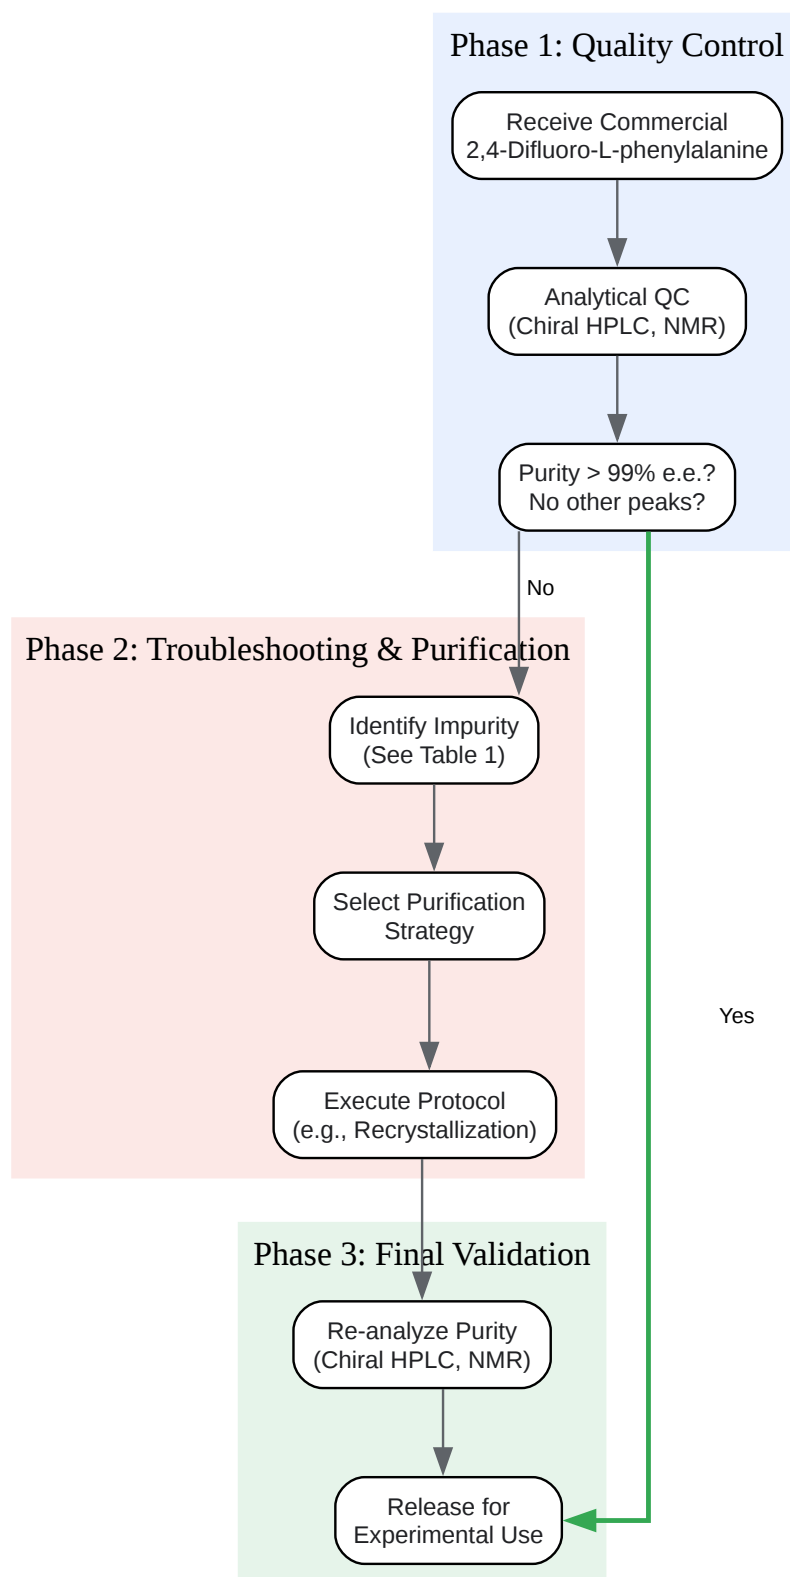 Phase 1: Quality Control
Receive Commercial
2,4-Difluoro-L-phenylalanine
Analytical QC
(Chiral HPLC, NMR)
Purity > 99% e.e.?
No other peaks?
No
Phase 2: Troubleshooting & Purification
Identify Impurity
(See Table 1)
Select Purification
Strategy
Yes
Execute Protocol
(e.g., Recrystallization)
Phase 3: Final Validation
Re-analyze Purity
(Chiral HPLC, NMR)
Release for
Experimental Use